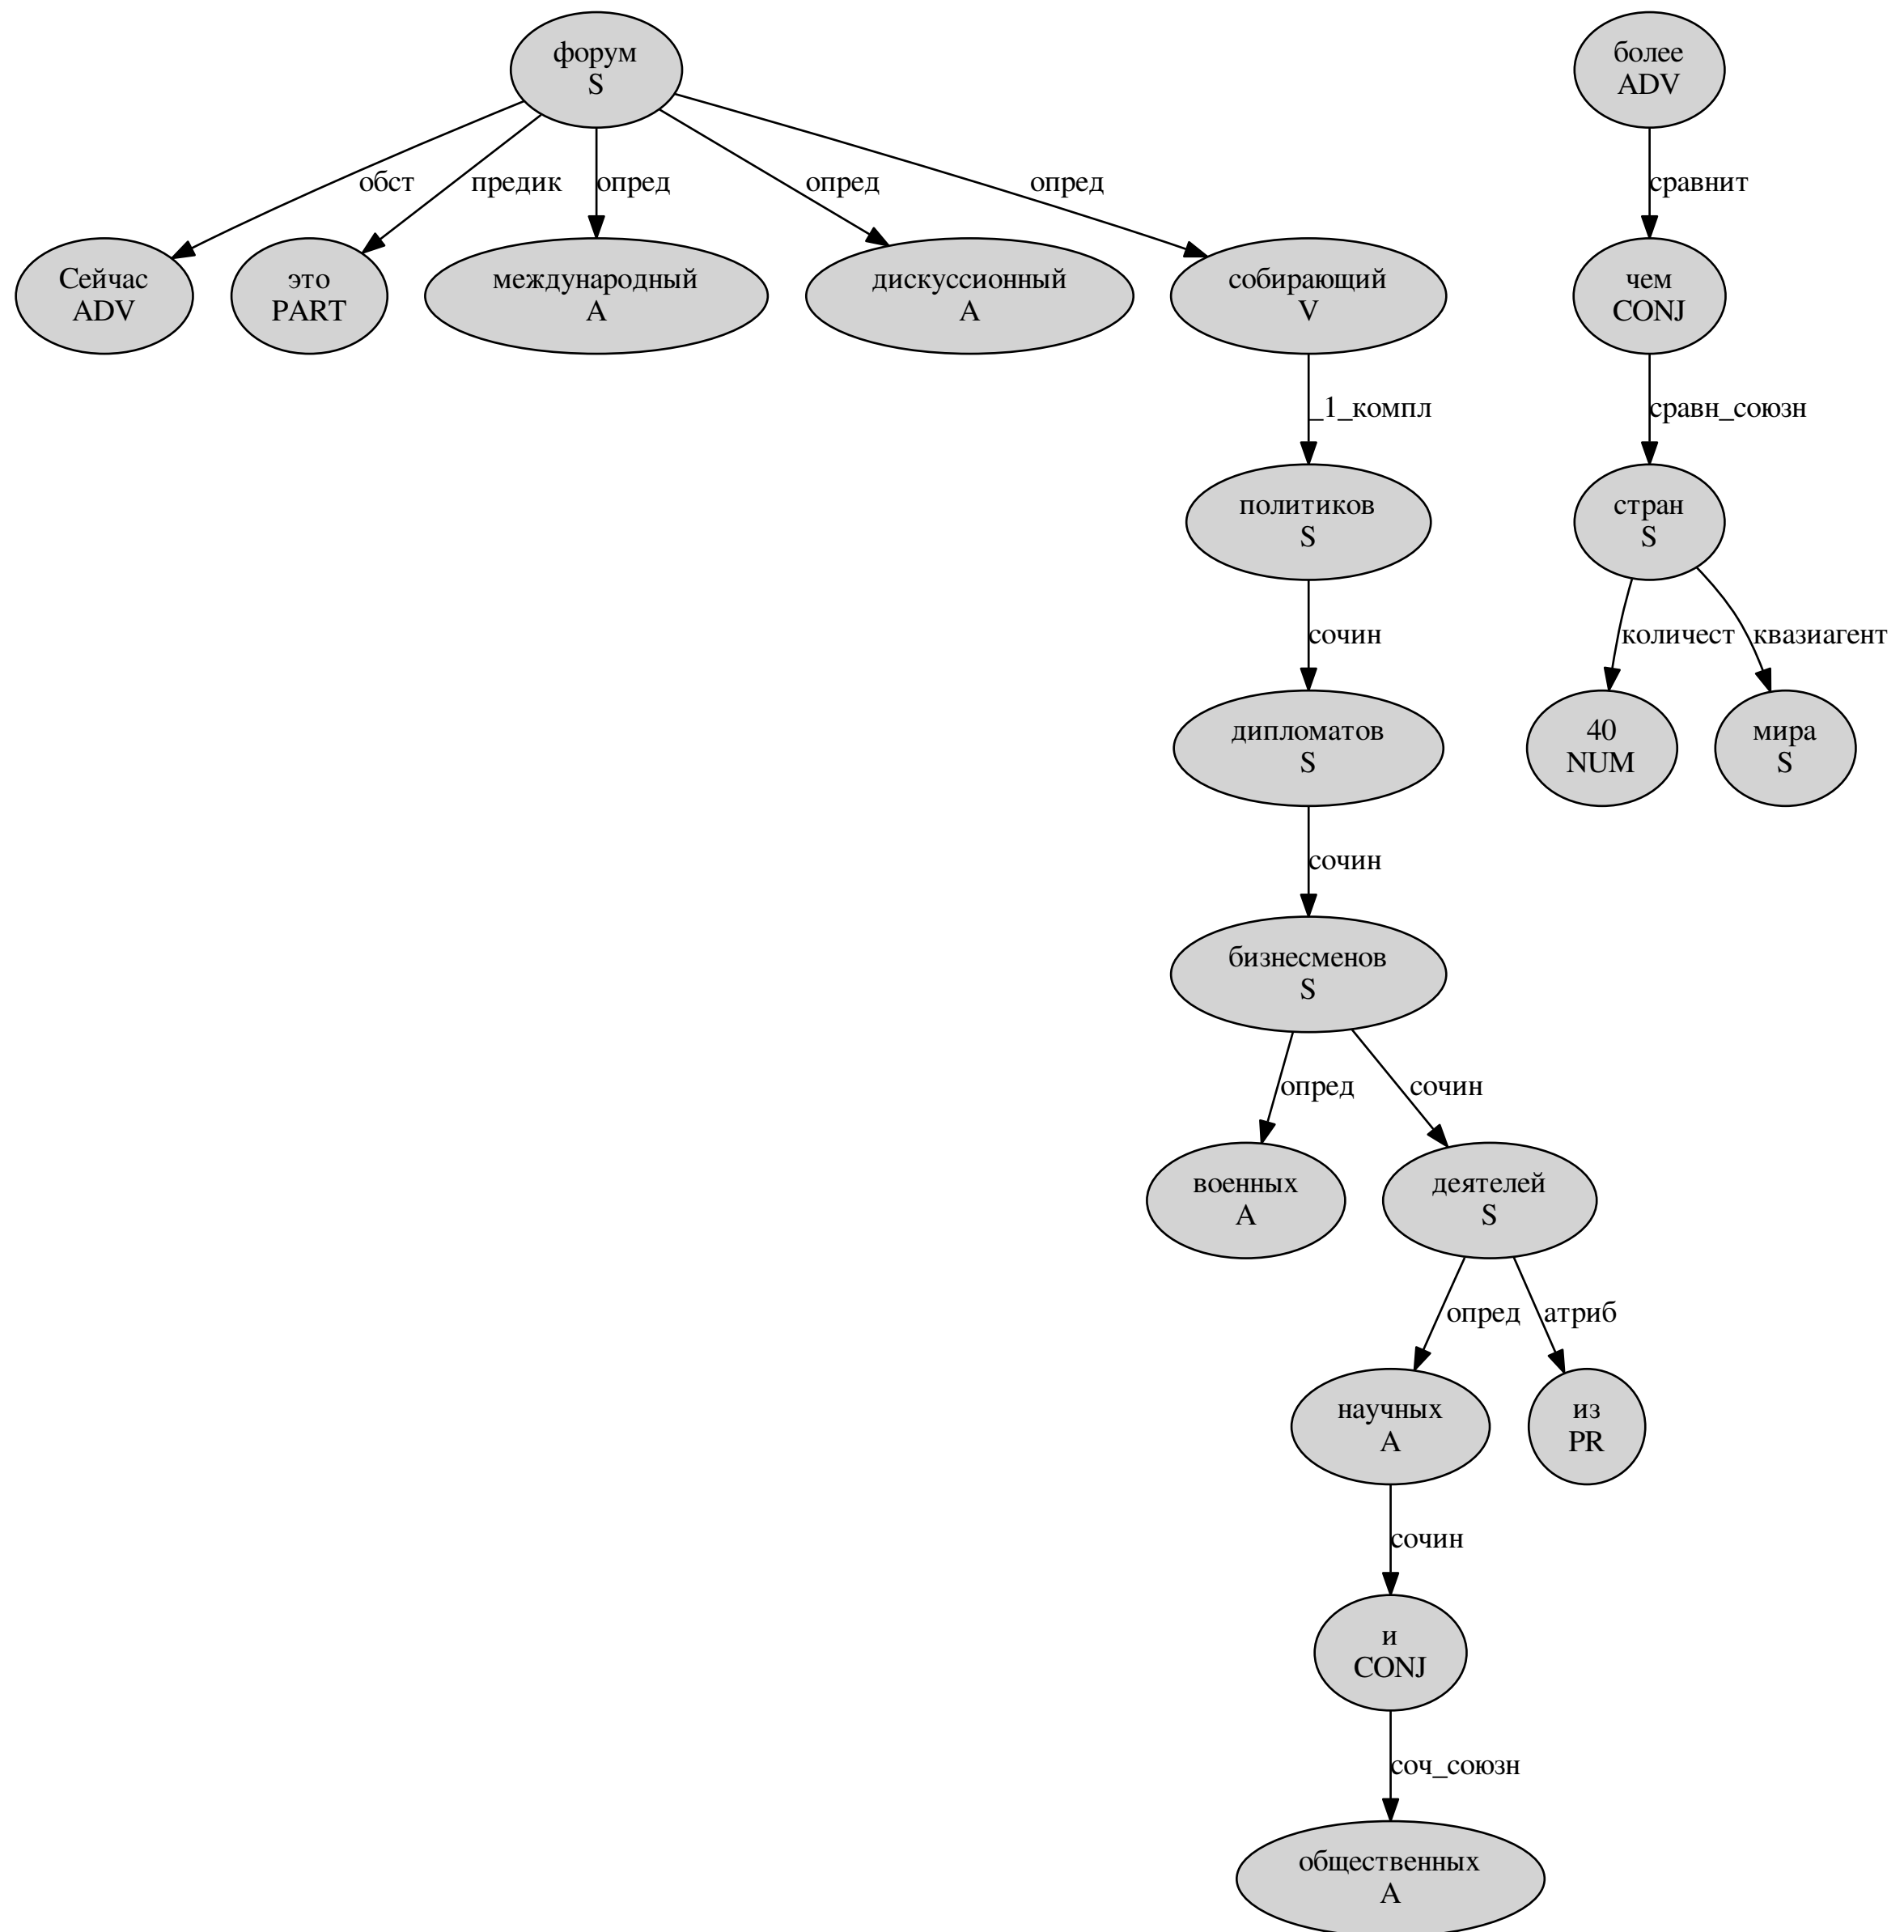 форум
S
более
ADV
обст
предик
опред
опред
опред
сравнит
Сейчас
ADV
это
PART
международный
A
дискуссионный
A
собирающий
V
чем
CONJ
_1_компл
сравн_союзн
политиков
S
стран
S
сочин
количест
квазиагент
дипломатов
S
40
NUM
мира
S
сочин
бизнесменов
S
опред
сочин
военных
A
деятелей
S
опред
атриб
научных
A
из
PR
сочин
и
CONJ
соч_союзн
общественных
A